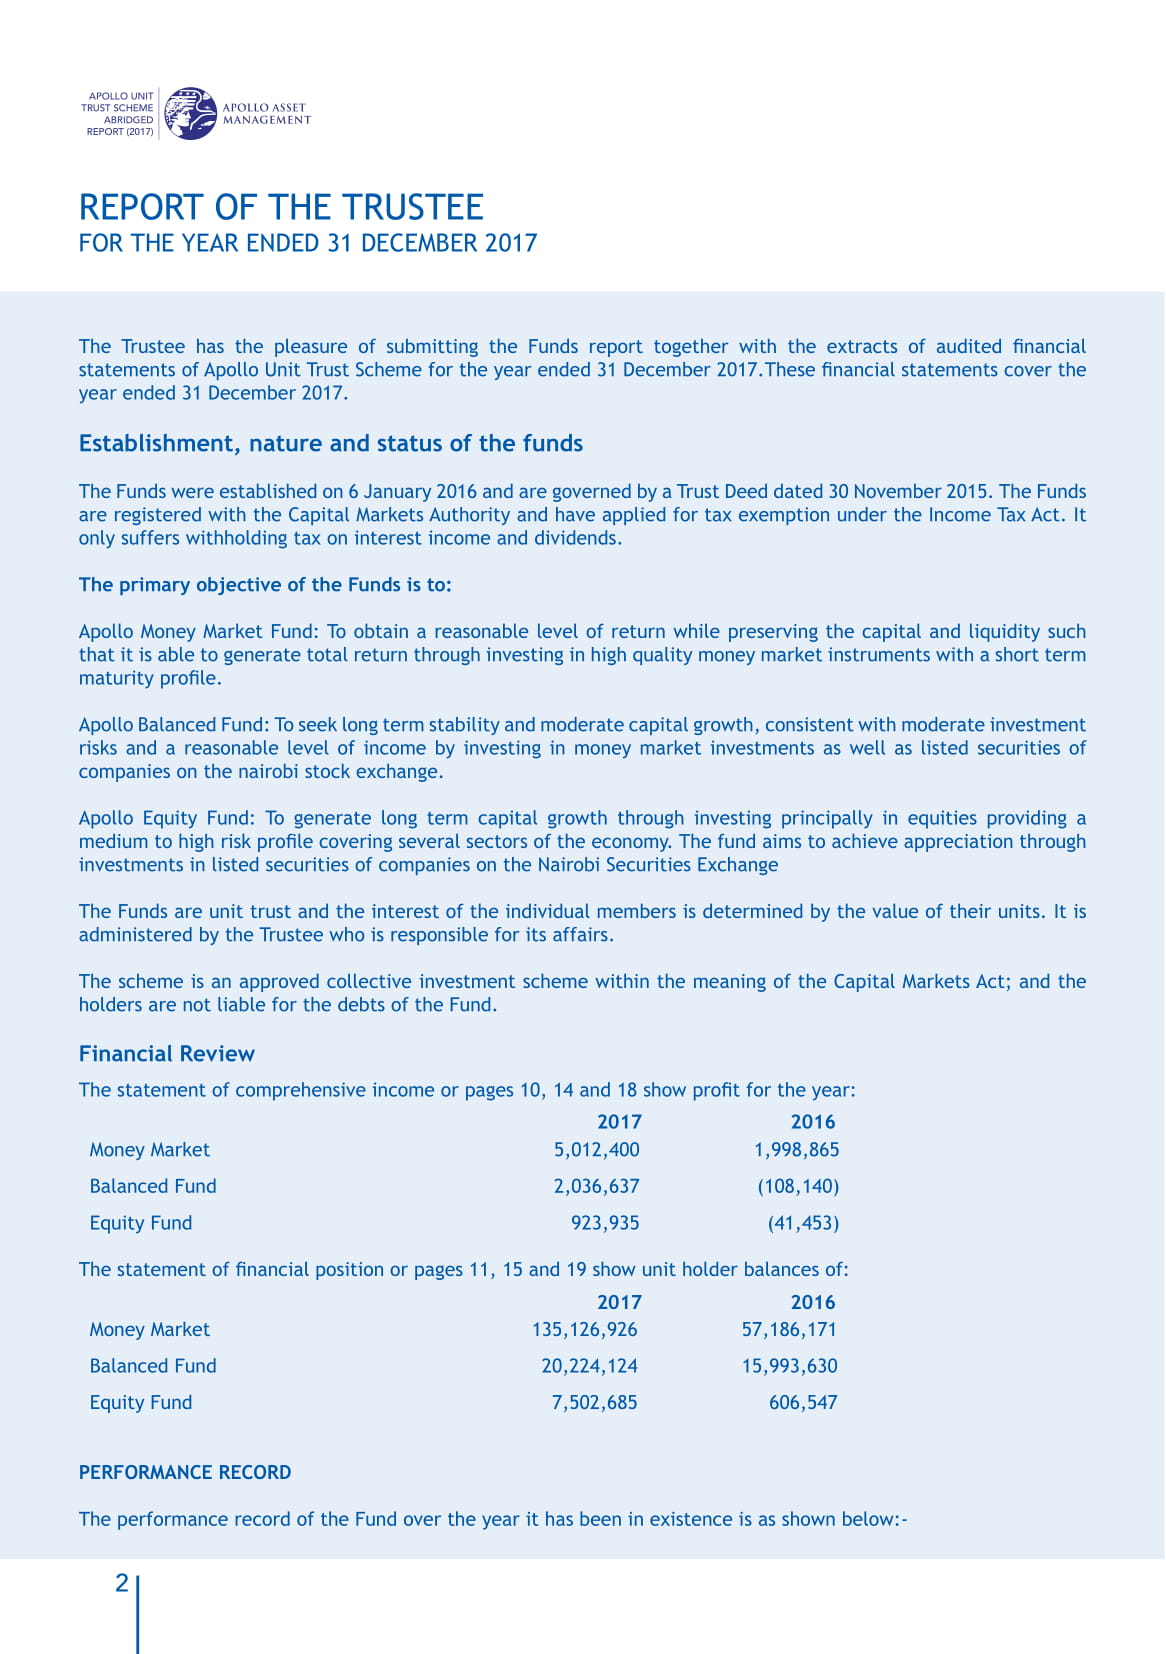 APOLLO UNIT
TRUST SCHEME
ABRIDGED
REPORT (2017)
APOLLO ASSET
MANAGEMENT
REPORT OF THE TRUSTEE
FOR THE YEAR ENDED 31 DECEMBER 2017
The Trustee has the pleasure of submitting the Funds report together with the extracts of audited financial
statements of Apollo Unit Trust Scheme for the year ended 31 December 2017.These financial statements cover the
year ended 31 December 2017.
Establishment, nature and status of the funds
The Funds were established on 6 January 2016 and are governed by a Trust Deed dated 30 November 2015. The Funds
are registered with the Capital Markets Authority and have applied for tax exemption under the Income Tax Act. It
only suffers withholding tax on interest income and dividends.
The primary objective of the Funds is to:
Apollo Money Market Fund: To obtain a reasonable level of return while preserving the capital and liquidity such
that it is able to generate total return through investing in high quality money market instruments with a short term
maturity profile.
Apollo Balanced Fund: To seek long term stability and moderate capital growth, consistent with moderate investment
risks and a reasonable level of income by investing in money market investments as well as listed securities of
companies on the nairobi stock exchange.
Apollo Equity Fund: To generate long term capital growth through investing principally in equities providing a
medium to high risk profile covering several sectors of the economy. The fund aims to achieve appreciation through
investments in listed securities of companies on the Nairobi Securities Exchange
The Funds are unit trust and the interest of the individual members is determined by the value of their units. It is
administered by the Trustee who is responsible for its affairs.
The scheme is an approved collective investment scheme within the meaning of the Capital Markets Act; and the
holders are not liable for the debts of the Fund.
Financial Review
The statement of comprehensive income or pages 10, 14 and 18 show profit for the year:
2017 2016
Money Market 5,012,400 1,998,865
Balanced Fund 2,036,637 (108,140)
Equity Fund 923,935 (41,453)
The statement of financial position or pages 11, 15 and 19 show unit holder balances of:
2017 2016
Money Market 135,126,926 57,186,171
Balanced Fund 20,224,124 15,993,630
Equity Fund 7,502,685 606,547
PERFORMANCE RECORD
The performance record of the Fund over the year it has been in existence is as shown below:-
2